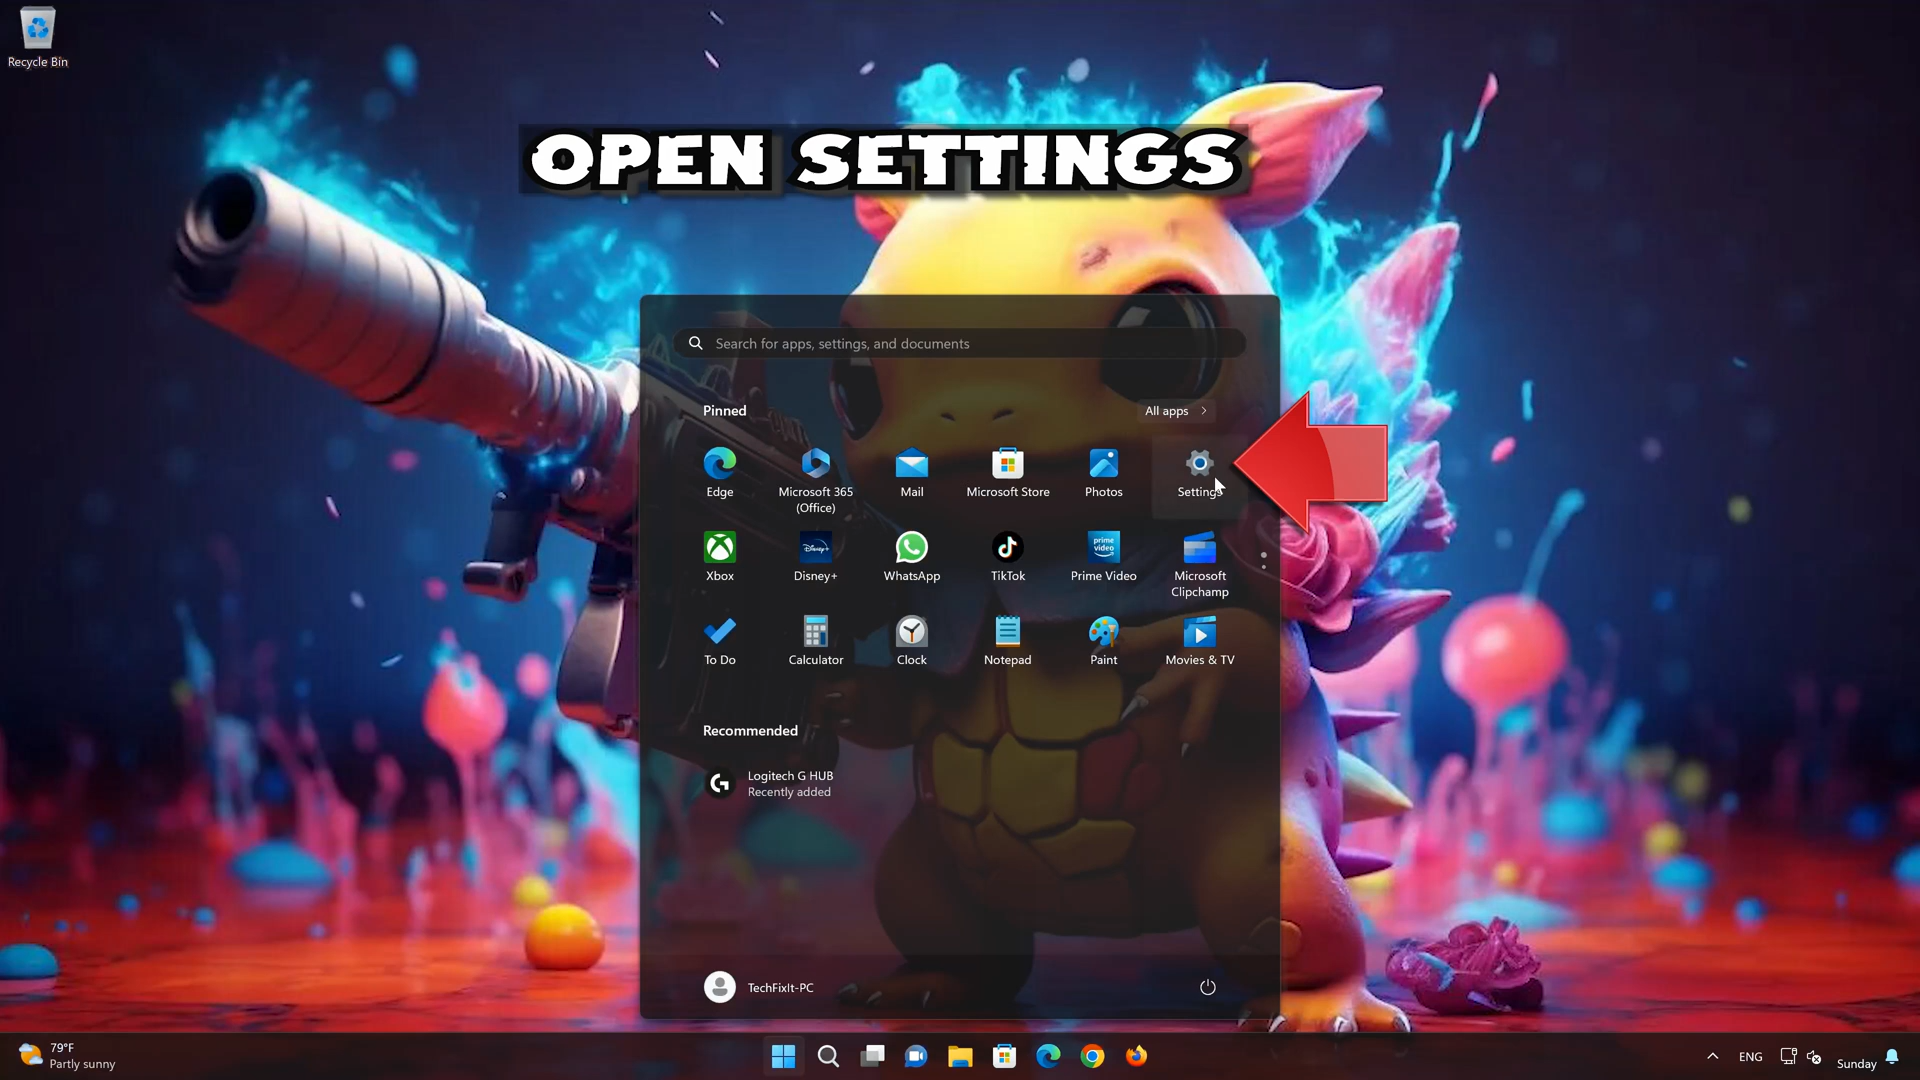 Recycle Bin
OPEN SETTINGS
Search for apps, settings, and documents
Pinned
All apps
Edge
Microsoft 365
(Office)
Mail
Microsoft Store
Photos
Settings
Xbox
Disney+
WhatsApp
TikTok
prime
video
Prime Video
Microsoft
Clipchamp
To Do
Calculator
Clock
Notepad
Paint
Movies & TV
Recommended
Logitech G HUB
Recently added
TechFixIt-PC
79°F
Partly sunny
ENG
Sunday